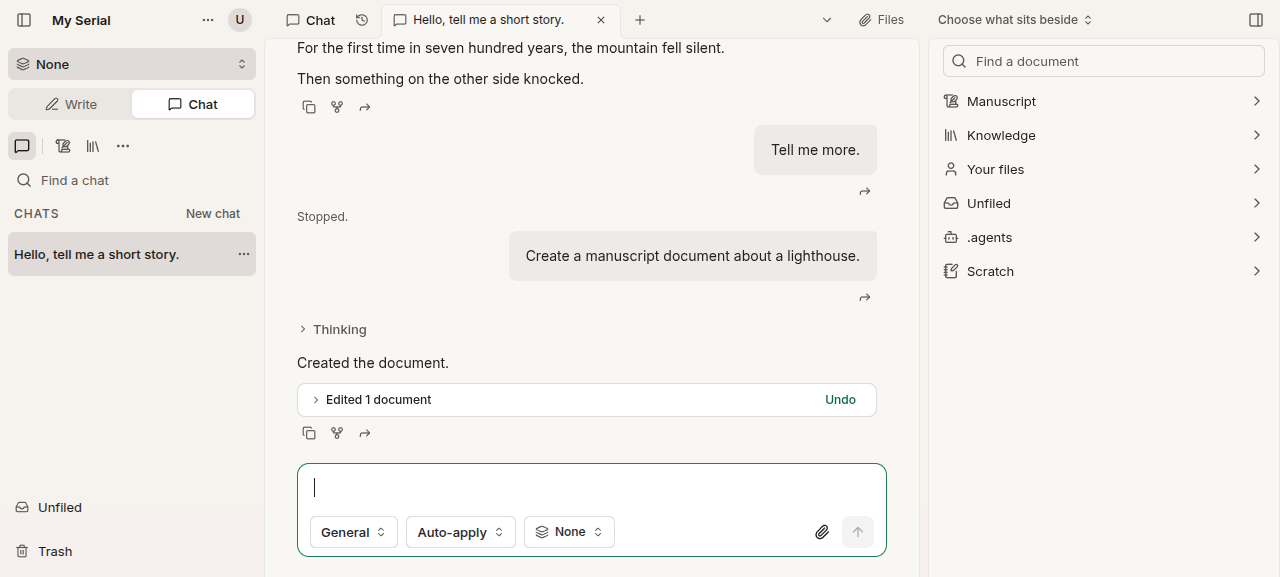 My Serial
U
None
Write
Chat
Find a chat
CHATS
New chat
Hello, tell me a short story.
Unfiled
Trash
Chat
Hello, tell me a short story.
Files
For the first time in seven hundred years, the mountain fell silent.
Then something on the other side knocked.
Tell me more.
Stopped.
Create a manuscript document about a lighthouse.
Thinking
Created the document.
Edited 1 document
Undo
General
Auto-apply
None
Choose what sits beside
Find a document
Manuscript
Knowledge
Your files
Unfiled
.agents
Scratch